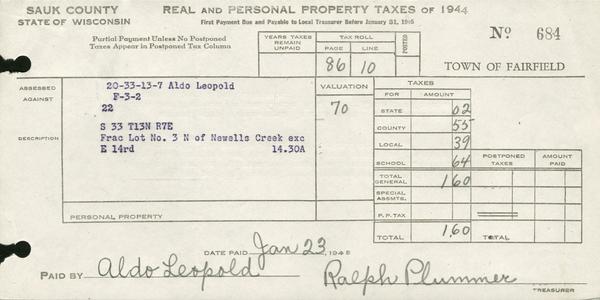 SAUK COUNTY REAL AND PERSONAL PROPERTY TAXES OF 1944
STATE OF WISCONSIN First Payment Due and Payable to Local Treasurer Before January 31, 1945
Partial Payment Unless No Postponed
Taxes Appear in Postponed Tax Column
YEARS TAXES REMAIN UNPAID TAX ROLL PAGE LINE POSTED
86 10
No 684
TOWN OF FAIRFIELD
ASSESSED AGAINST
20-33-13-7 Aldo Leopold
F-3-2
22
DESCRIPTION
S 33 T13N R7E
Frac Lot No. 3 N of Newells Creek exc
E 14rd 14.30A
PERSONAL PROPERTY
VALUATION
70
TAXES
FOR AMOUNT
STATE 02
COUNTY 55
LOCAL 39
SCHOOL 64 POSTPONED TAXES AMOUNT PAID
TOTAL GENERAL 1 60
SPECIAL ASSMTS.
P.P. TAX
TOTAL 1.60 TOTAL
DATE PAID Jan 23, 1945
PAID BY Aldo Leopold Ralph Plummer
TREASURER